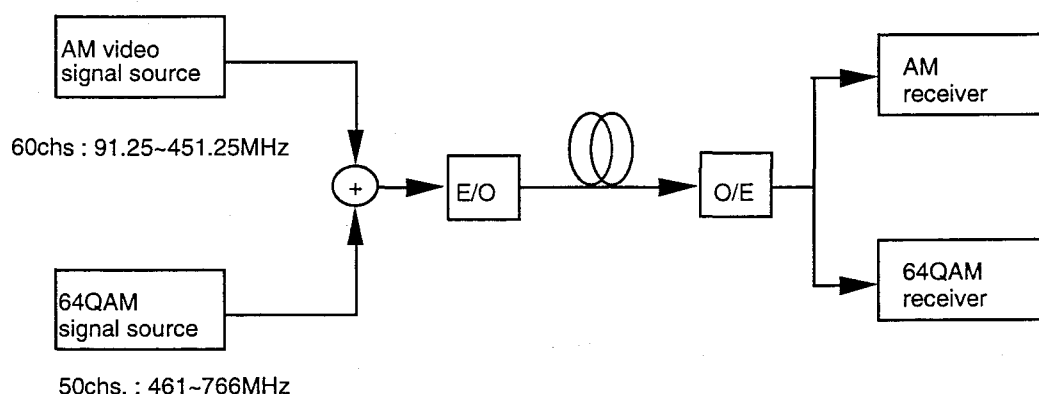 AM video
signal source
60chs : 91.25~451.25MHz
+
E/O
O/E
AM
receiver
64QAM
signal source
50chs. : 461~766MHz
64QAM
receiver